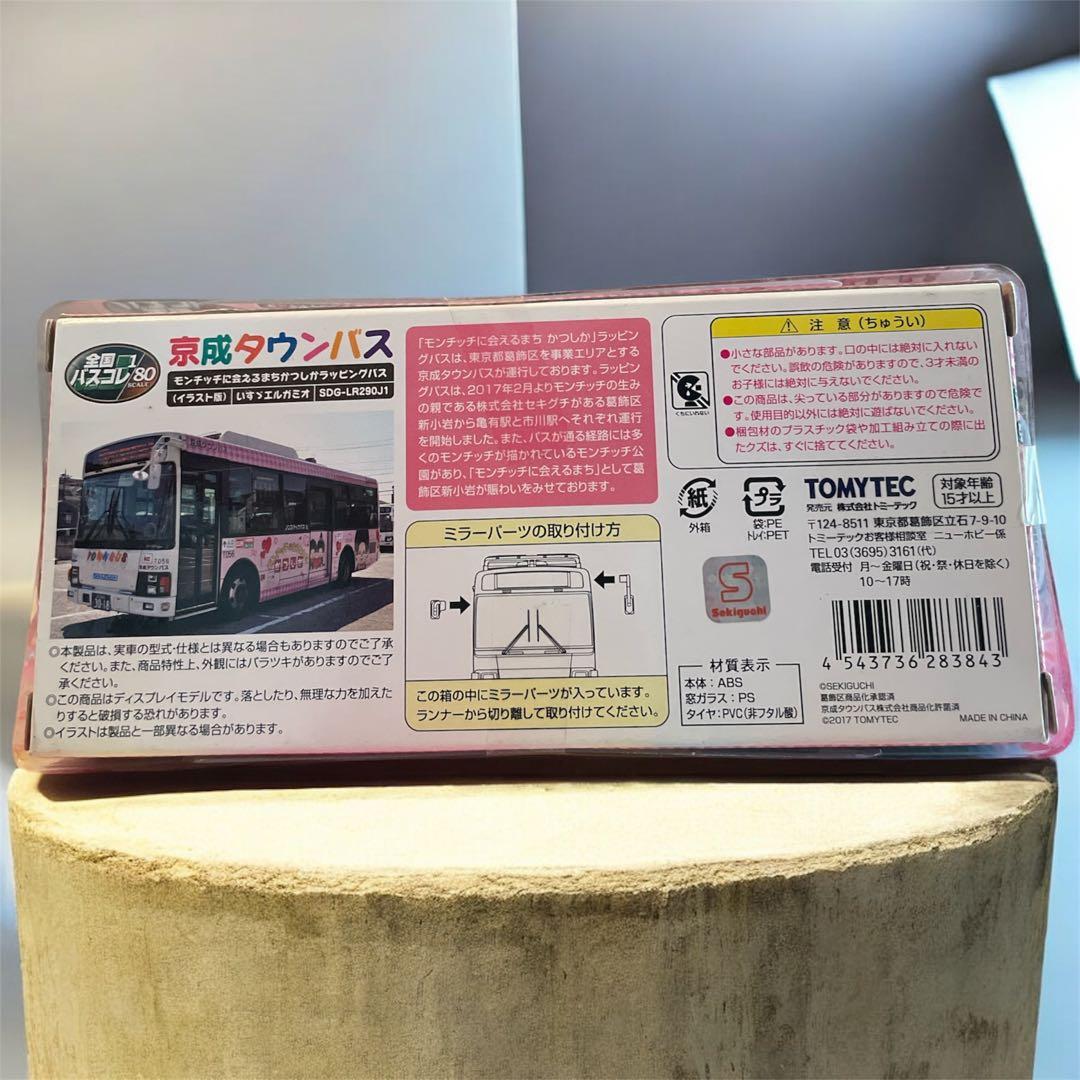 全国
バスコレ
1/80
SCALE
京成タウンバス
モンチッチに会えるまちかつしかラッピングバス
(イラスト版) いすゞエルガミオ SDG-LR290J1
京成タウンバス
TOWNBUS
T056
T056
30-16
◎本製品は、実車の型式・仕様とは異なる場合もありますのでご了承
ください。また、商品特性上、外観にはバラツキがありますのでご了
承ください。
◎この商品はディスプレイモデルです。落としたり、無理な力を加えた
りすると破損する恐れがあります。
◎イラストは製品と一部異なる場合があります。
「モンチッチに会えるまち かつしか」ラッピン
グバスは、東京都葛飾区を事業エリアとする
京成タウンバスが運行しております。ラッピン
グバスは、2017年2月よりモンチッチの生み
の親である株式会社セキグチがある葛飾区
新小岩から亀有駅と市川駅へそれぞれ運行
を開始しました。また、バスが通る経路には多
くのモンチッチが描かれているモンチッチ公
園があり、「モンチッチに会えるまち」として葛
飾区新小岩が賑わいをみせております。
ミラーパーツの取り付け方
この箱の中にミラーパーツが入っています。
ランナーから切り離して取り付けてください。
⚠ 注意(ちゅうい)
くちにいれない
●小さな部品があります。口の中には絶対に入れない
でください。誤飲の危険がありますので、3才未満の
お子様には絶対に与えないでください。
●この商品は、尖っている部分がありますので危険で
す。使用目的以外には絶対に遊ばないでください。
●梱包材のプラスチック袋や加工組み立ての際に出
たクズは、すぐに捨ててください。
紙
外箱
プラ
袋:PE
トレイ:PET
TOMYTEC
発売元 株式会社トミーテック
対象年齢
15才以上
〒124-8511 東京都葛飾区立石7-9-10
トミーテックお客様相談室 ニューホビー係
TEL 03(3695)3161(代)
電話受付 月～金曜日(祝・祭・休日を除く)
10～17時
S
Sekiguchi
材質表示
本体:ABS
窓ガラス:PS
タイヤ:PVC(非フタル酸)
4 543736 283843
©SEKIGUCHI
葛飾区商品化承認済
京成タウンバス株式会社商品化許諾済
©2017 TOMYTEC
MADE IN CHINA